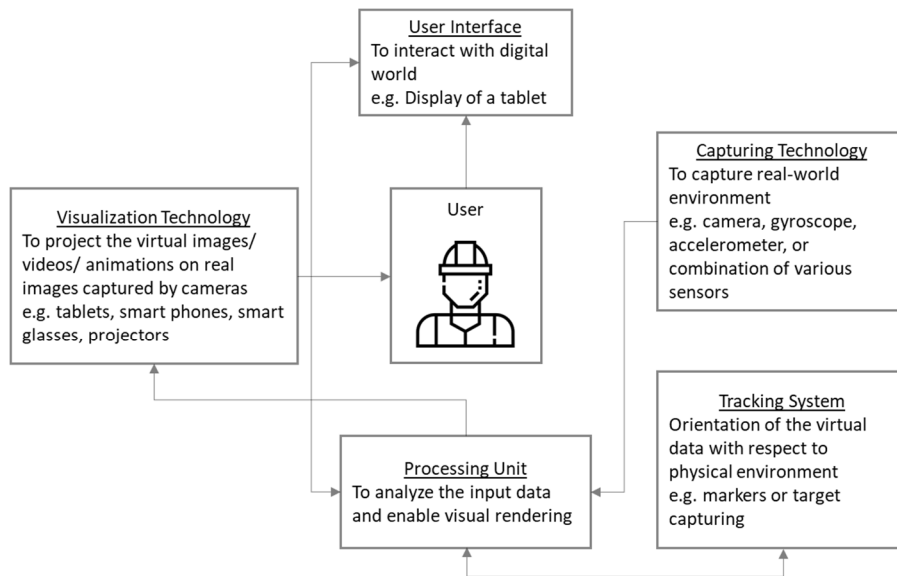 User Interface
To interact with digital
world
e.g. Display of a tablet
Capturing Technology
To capture real-world
environment
e.g. camera, gyroscope,
accelerometer, or
combination of various
sensors
Visualization Technology
To project the virtual images/
videos/ animations on real
images captured by cameras
e.g. tablets, smart phones, smart
glasses, projectors
User
Tracking System
Orientation of the virtual
data with respect to
physical environment
e.g. markers or target
capturing
Processing Unit
To analyze the input data
and enable visual rendering